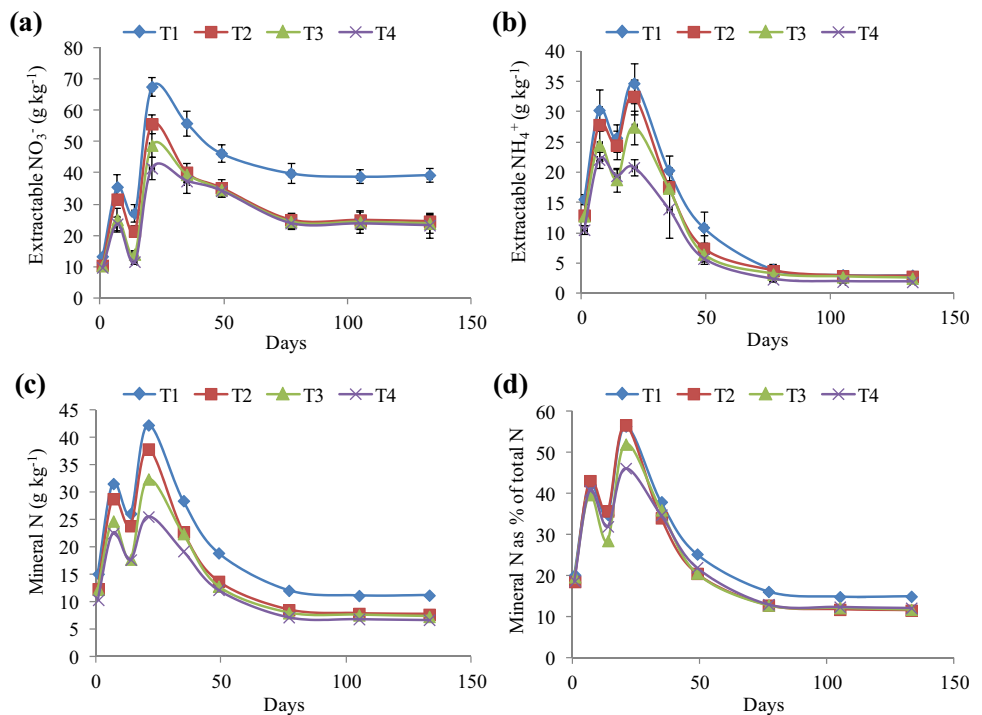 (a)
T1 T2 T3 T4
Extractable NO₃⁻ (g kg⁻¹)
80
70
60
50
40
30
20
10
0
0 50 100 150
Days
(b)
T1 T2 T3 T4
Extractable NH₄⁺ (g kg⁻¹)
40
35
30
25
20
15
10
5
0
0 50 100 150
Days
(c)
T1 T2 T3 T4
Mineral N (g kg⁻¹)
45
40
35
30
25
20
15
10
5
0
0 50 100 150
Days
(d)
T1 T2 T3 T4
Mineral N as % of total N
60
50
40
30
20
10
0
0 50 100 150
Days